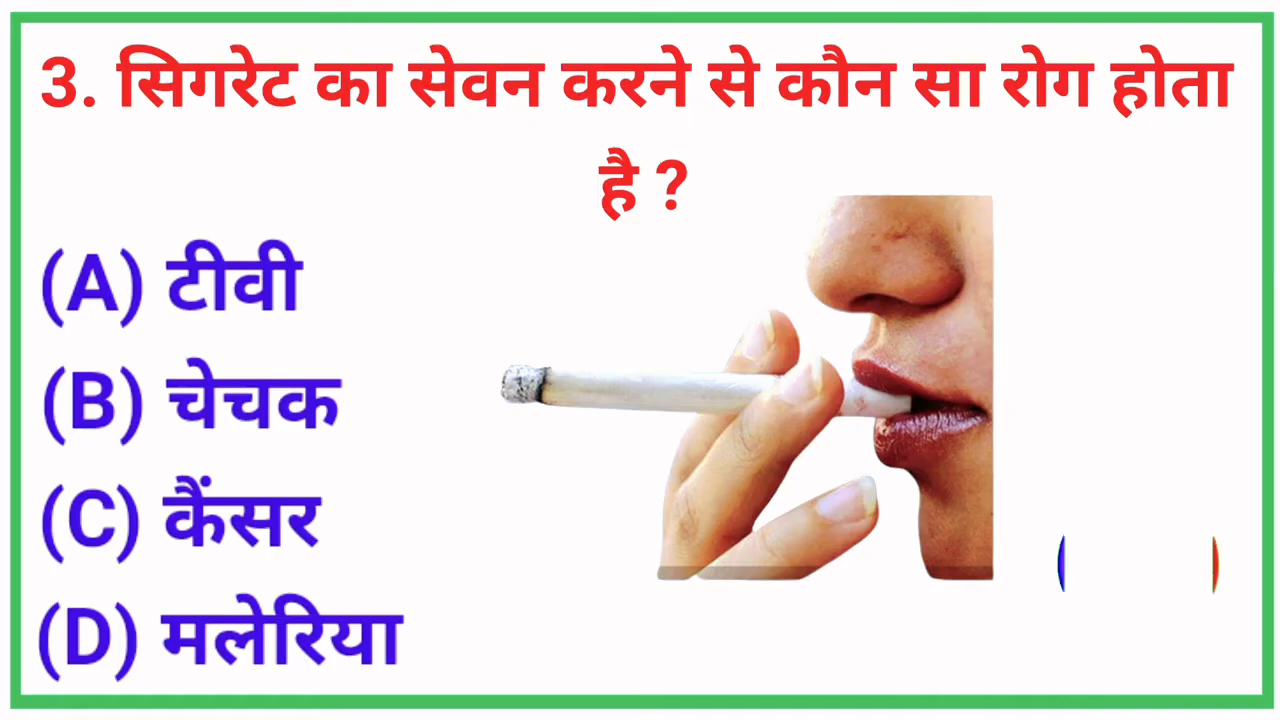 3. सिगरेट का सेवन करने से कौन सा रोग होता
है ?
(A) टीवी
(B) चेचक
(C) कैंसर
(D) मलेरिया